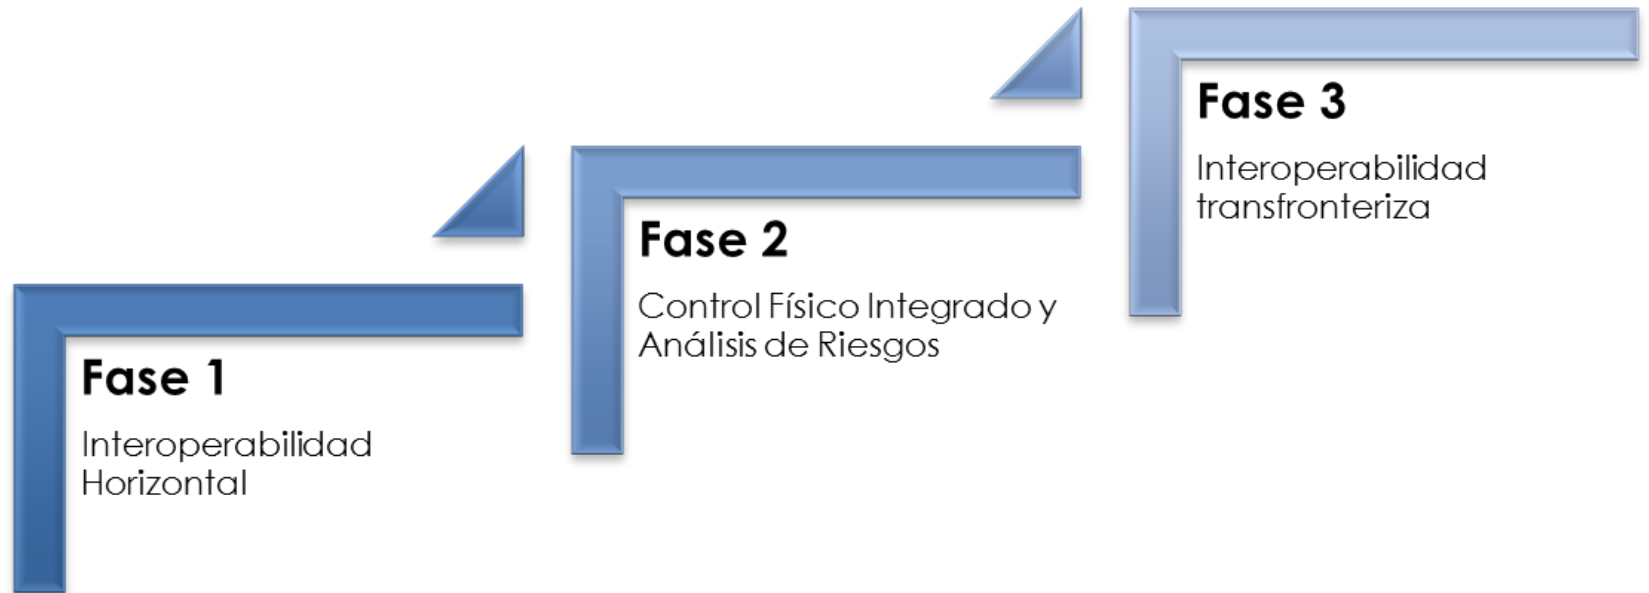 Fase 1
Interoperabilidad
Horizontal
Fase 2
Control Físico Integrado y
Análisis de Riesgos
Fase 3
Interoperabilidad
transfronteriza